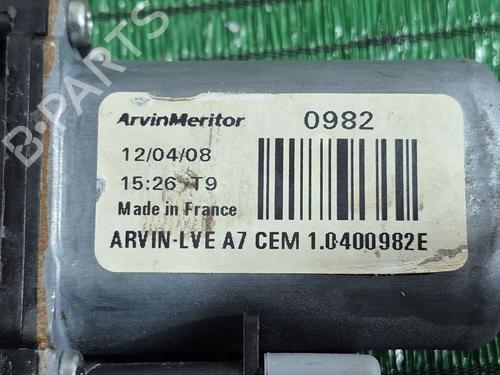 ArvinMeritor 0982
12/04/08
15:26 T9
Made in France
ARVIN-LVE A7 CEM 1.0400982E
B-PARTS